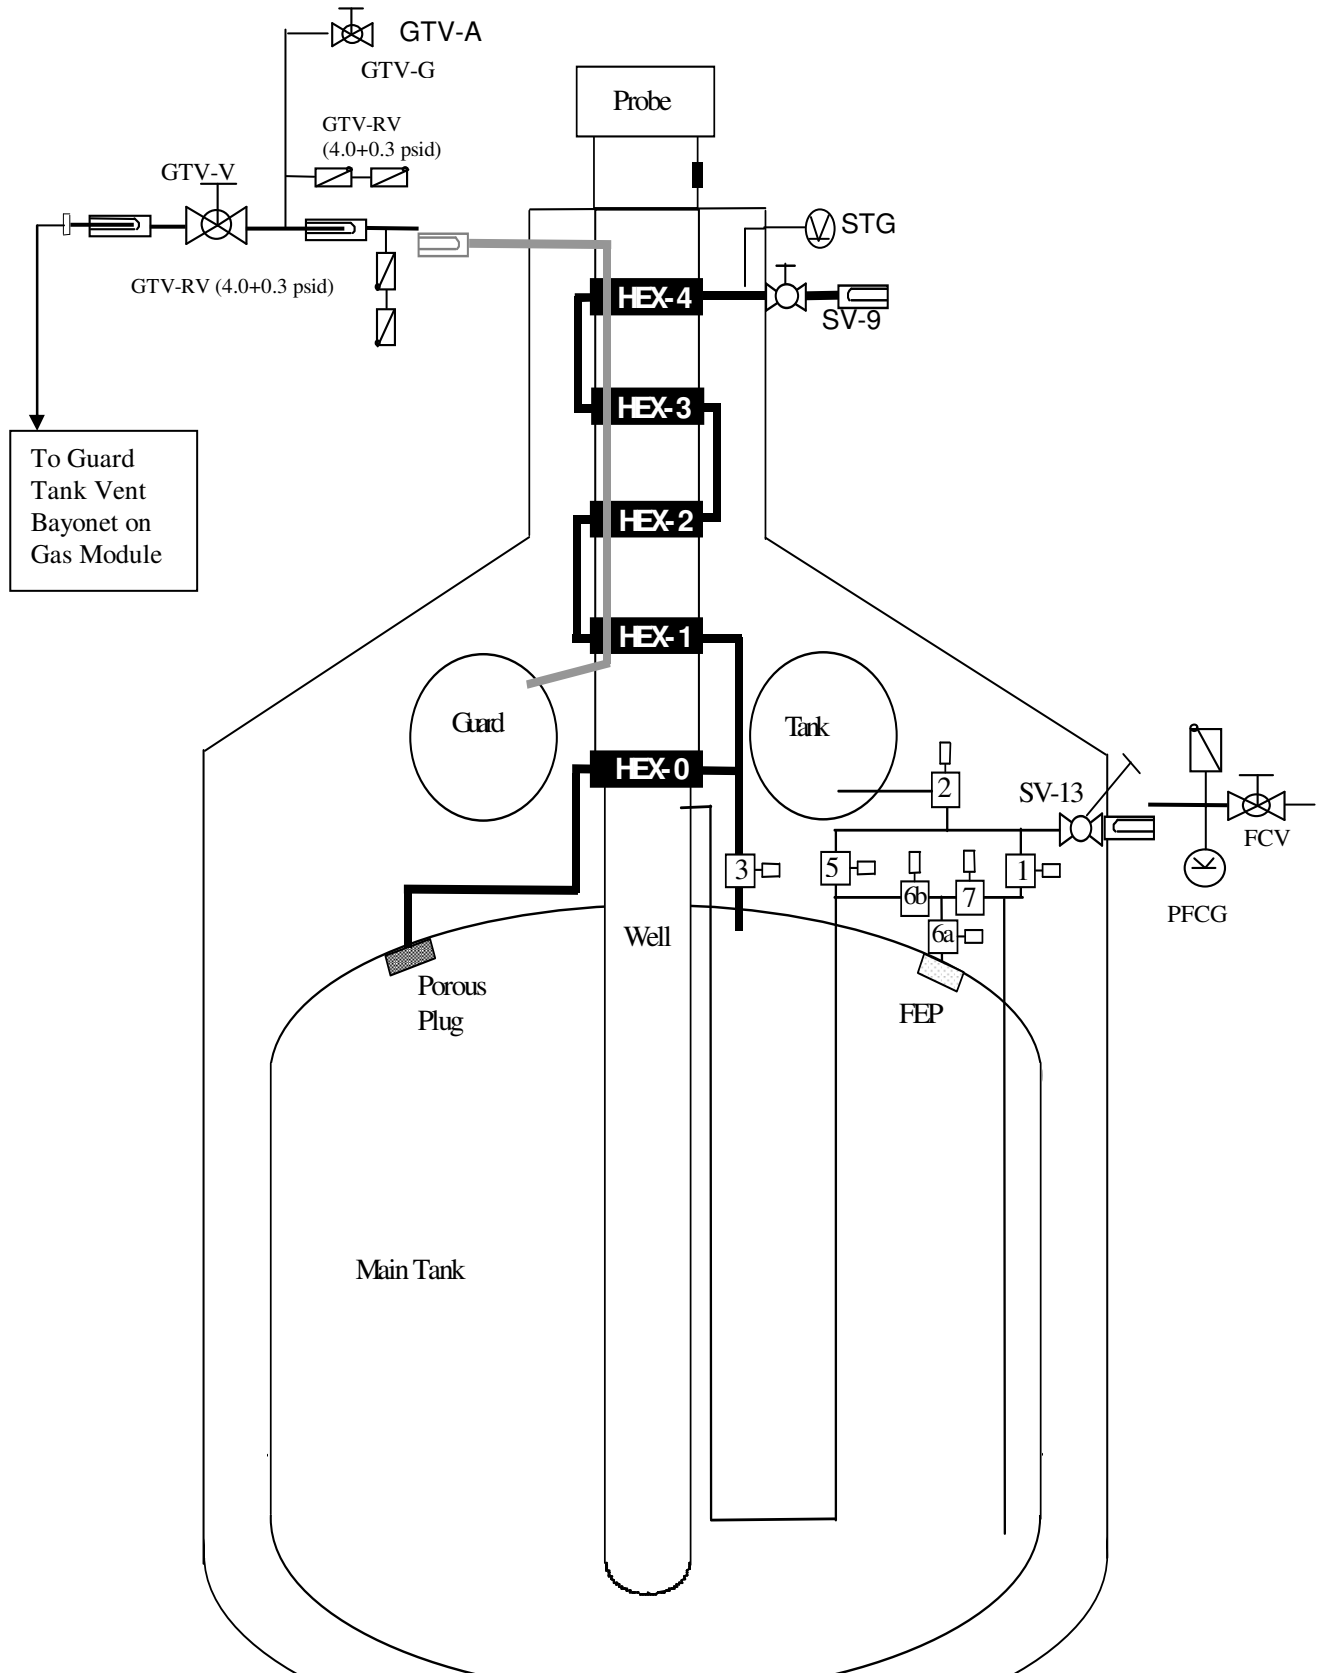 GTV-A
GTV-G
Probe
GTV-RV
(4.0+0.3 psid)
GTV-V
STG
GTV-RV (4.0+0.3 psid)
HEX-4
SV-9
HEX-3
To Guard
Tank Vent
Bayonet on
Gas Module
HEX-2
HEX-1
Guard
Tank
HEX-0
2
SV-13
FCV
3
5
6b
7
1
PFCG
Well
6a
Porous
Plug
FEP
Main Tank